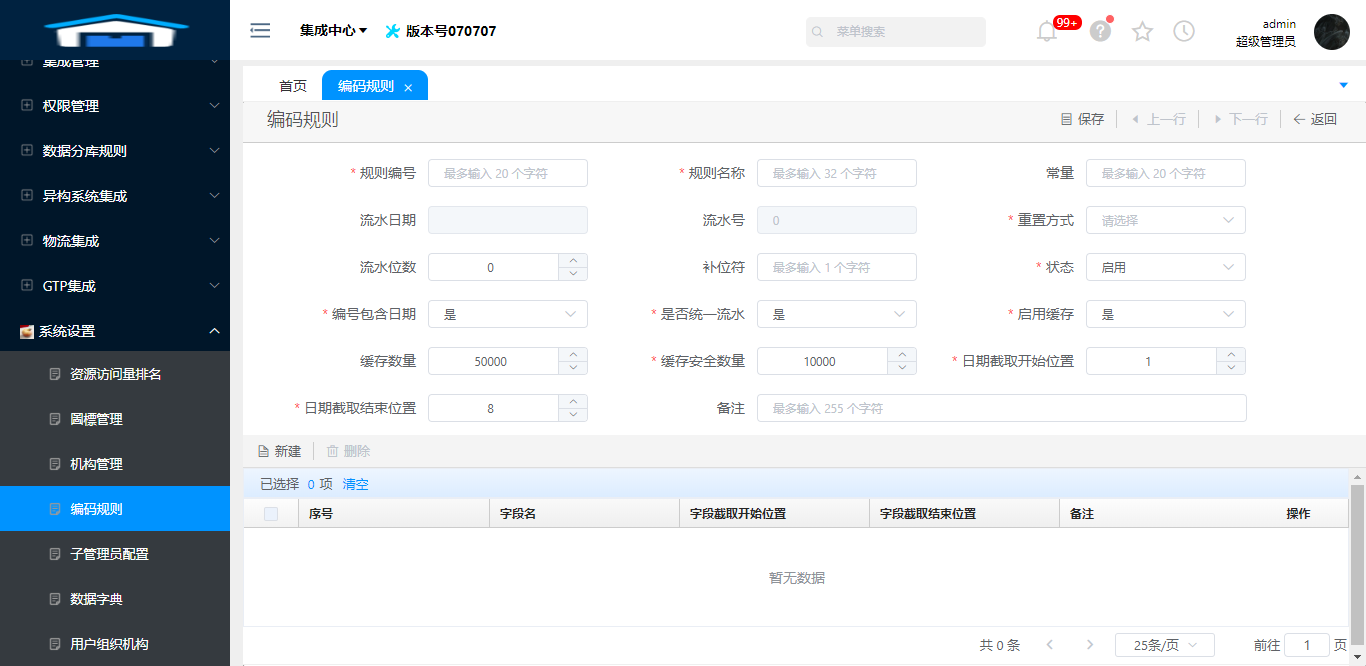 集成中心
版本号070707
菜单搜索
99+
admin
超级管理员
集成管理
权限管理
数据分库规则
异构系统集成
物流集成
GTP集成
系统设置
资源访问量排名
圖標管理
机构管理
编码规则
子管理员配置
数据字典
用户组织机构
首页
编码规则
编码规则
保存
上一行
下一行
返回
* 规则编号 最多输入 20 个字符
* 规则名称 最多输入 32 个字符
常量 最多输入 20 个字符
流水日期
流水号 0
* 重置方式 请选择
流水位数 0
补位符 最多输入 1 个字符
* 状态 启用
* 编号包含日期 是
* 是否统一流水 是
* 启用缓存 是
缓存数量 50000
* 缓存安全数量 10000
* 日期截取开始位置 1
* 日期截取结束位置 8
备注 最多输入 255 个字符
新建 删除
已选择 0 项 清空
序号 字段名 字段截取开始位置 字段截取结束位置 备注 操作
暂无数据
共 0 条 25条/页 前往 1 页